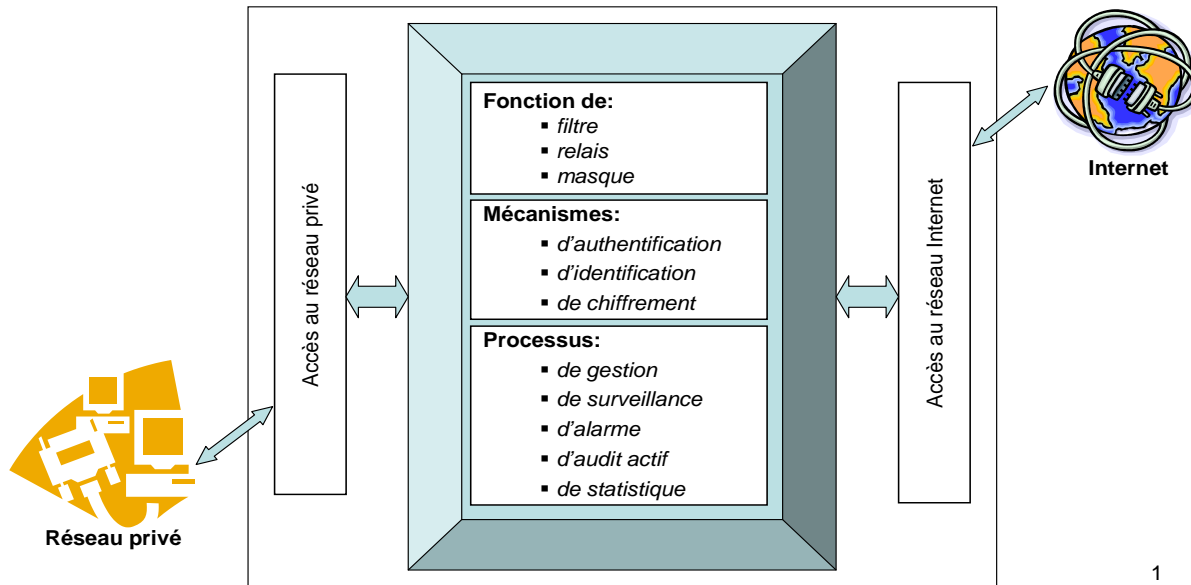 Réseau privé
Accès au réseau privé
Fonction de:
▪ filtre
▪ relais
▪ masque
Mécanismes:
▪ d'authentification
▪ d'identification
▪ de chiffrement
Processus:
▪ de gestion
▪ de surveillance
▪ d'alarme
▪ d'audit actif
▪ de statistique
Accès au réseau Internet
Internet
1